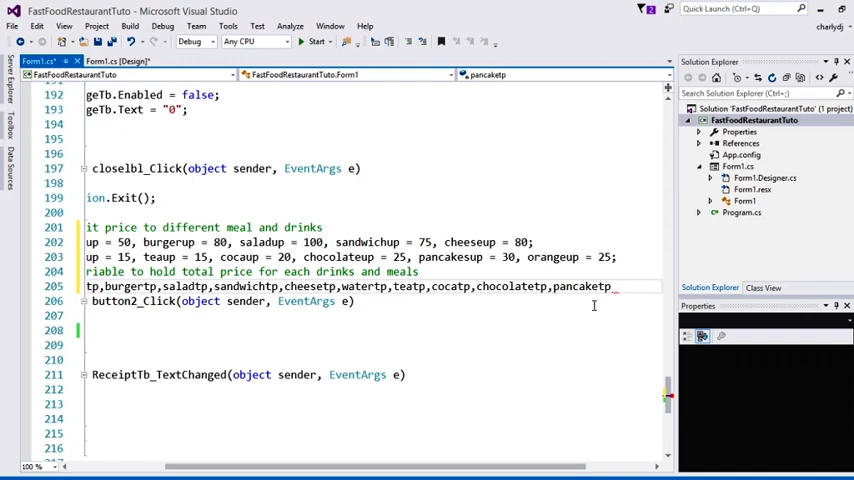 FastFoodRestaurantTuto - Microsoft Visual Studio
2
Quick Launch (Ctrl+Q)
File Edit View Project Build Debug Team Tools Test Analyze Window Help
charlydj
Debug Any CPU Start
Form1.cs* Form1.cs [Design]*
FastFoodRestaurantTuto FastFoodRestaurantTuto.Form1 pancaketp
Server Explorer
Toolbox
Data Sources
192 geTb.Enabled = false;
193 geTb.Text = "0";
194
195
196
197 closelbl_Click(object sender, EventArgs e)
198
199 ion.Exit();
200
201 it price to different meal and drinks
202 up = 50, burgerup = 80, saladup = 100, sandwichup = 75, cheeseup = 80;
203 up = 15, teaup = 15, cocaup = 20, chocolateup = 25, pancakesup = 30, orangeup = 25;
204 riable to hold total price for each drinks and meals
205 tp,burgertp,saladtp,sandwichtp,cheesetp,watertp,teatp,cocatp,chocolatetp,pancaketp
206 button2_Click(object sender, EventArgs e)
207
208
209
210
211 ReceiptTb_TextChanged(object sender, EventArgs e)
212
213
214
215
216
100 %
Solution Explorer
Search Solution Explorer (Ctrl+;)
Solution 'FastFoodRestaurantTuto' (1 project)
FastFoodRestaurantTuto
Properties
References
App.config
Form1.cs
Form1.Designer.cs
Form1.resx
Form1
Program.cs
Solution Explorer Class View
Properties